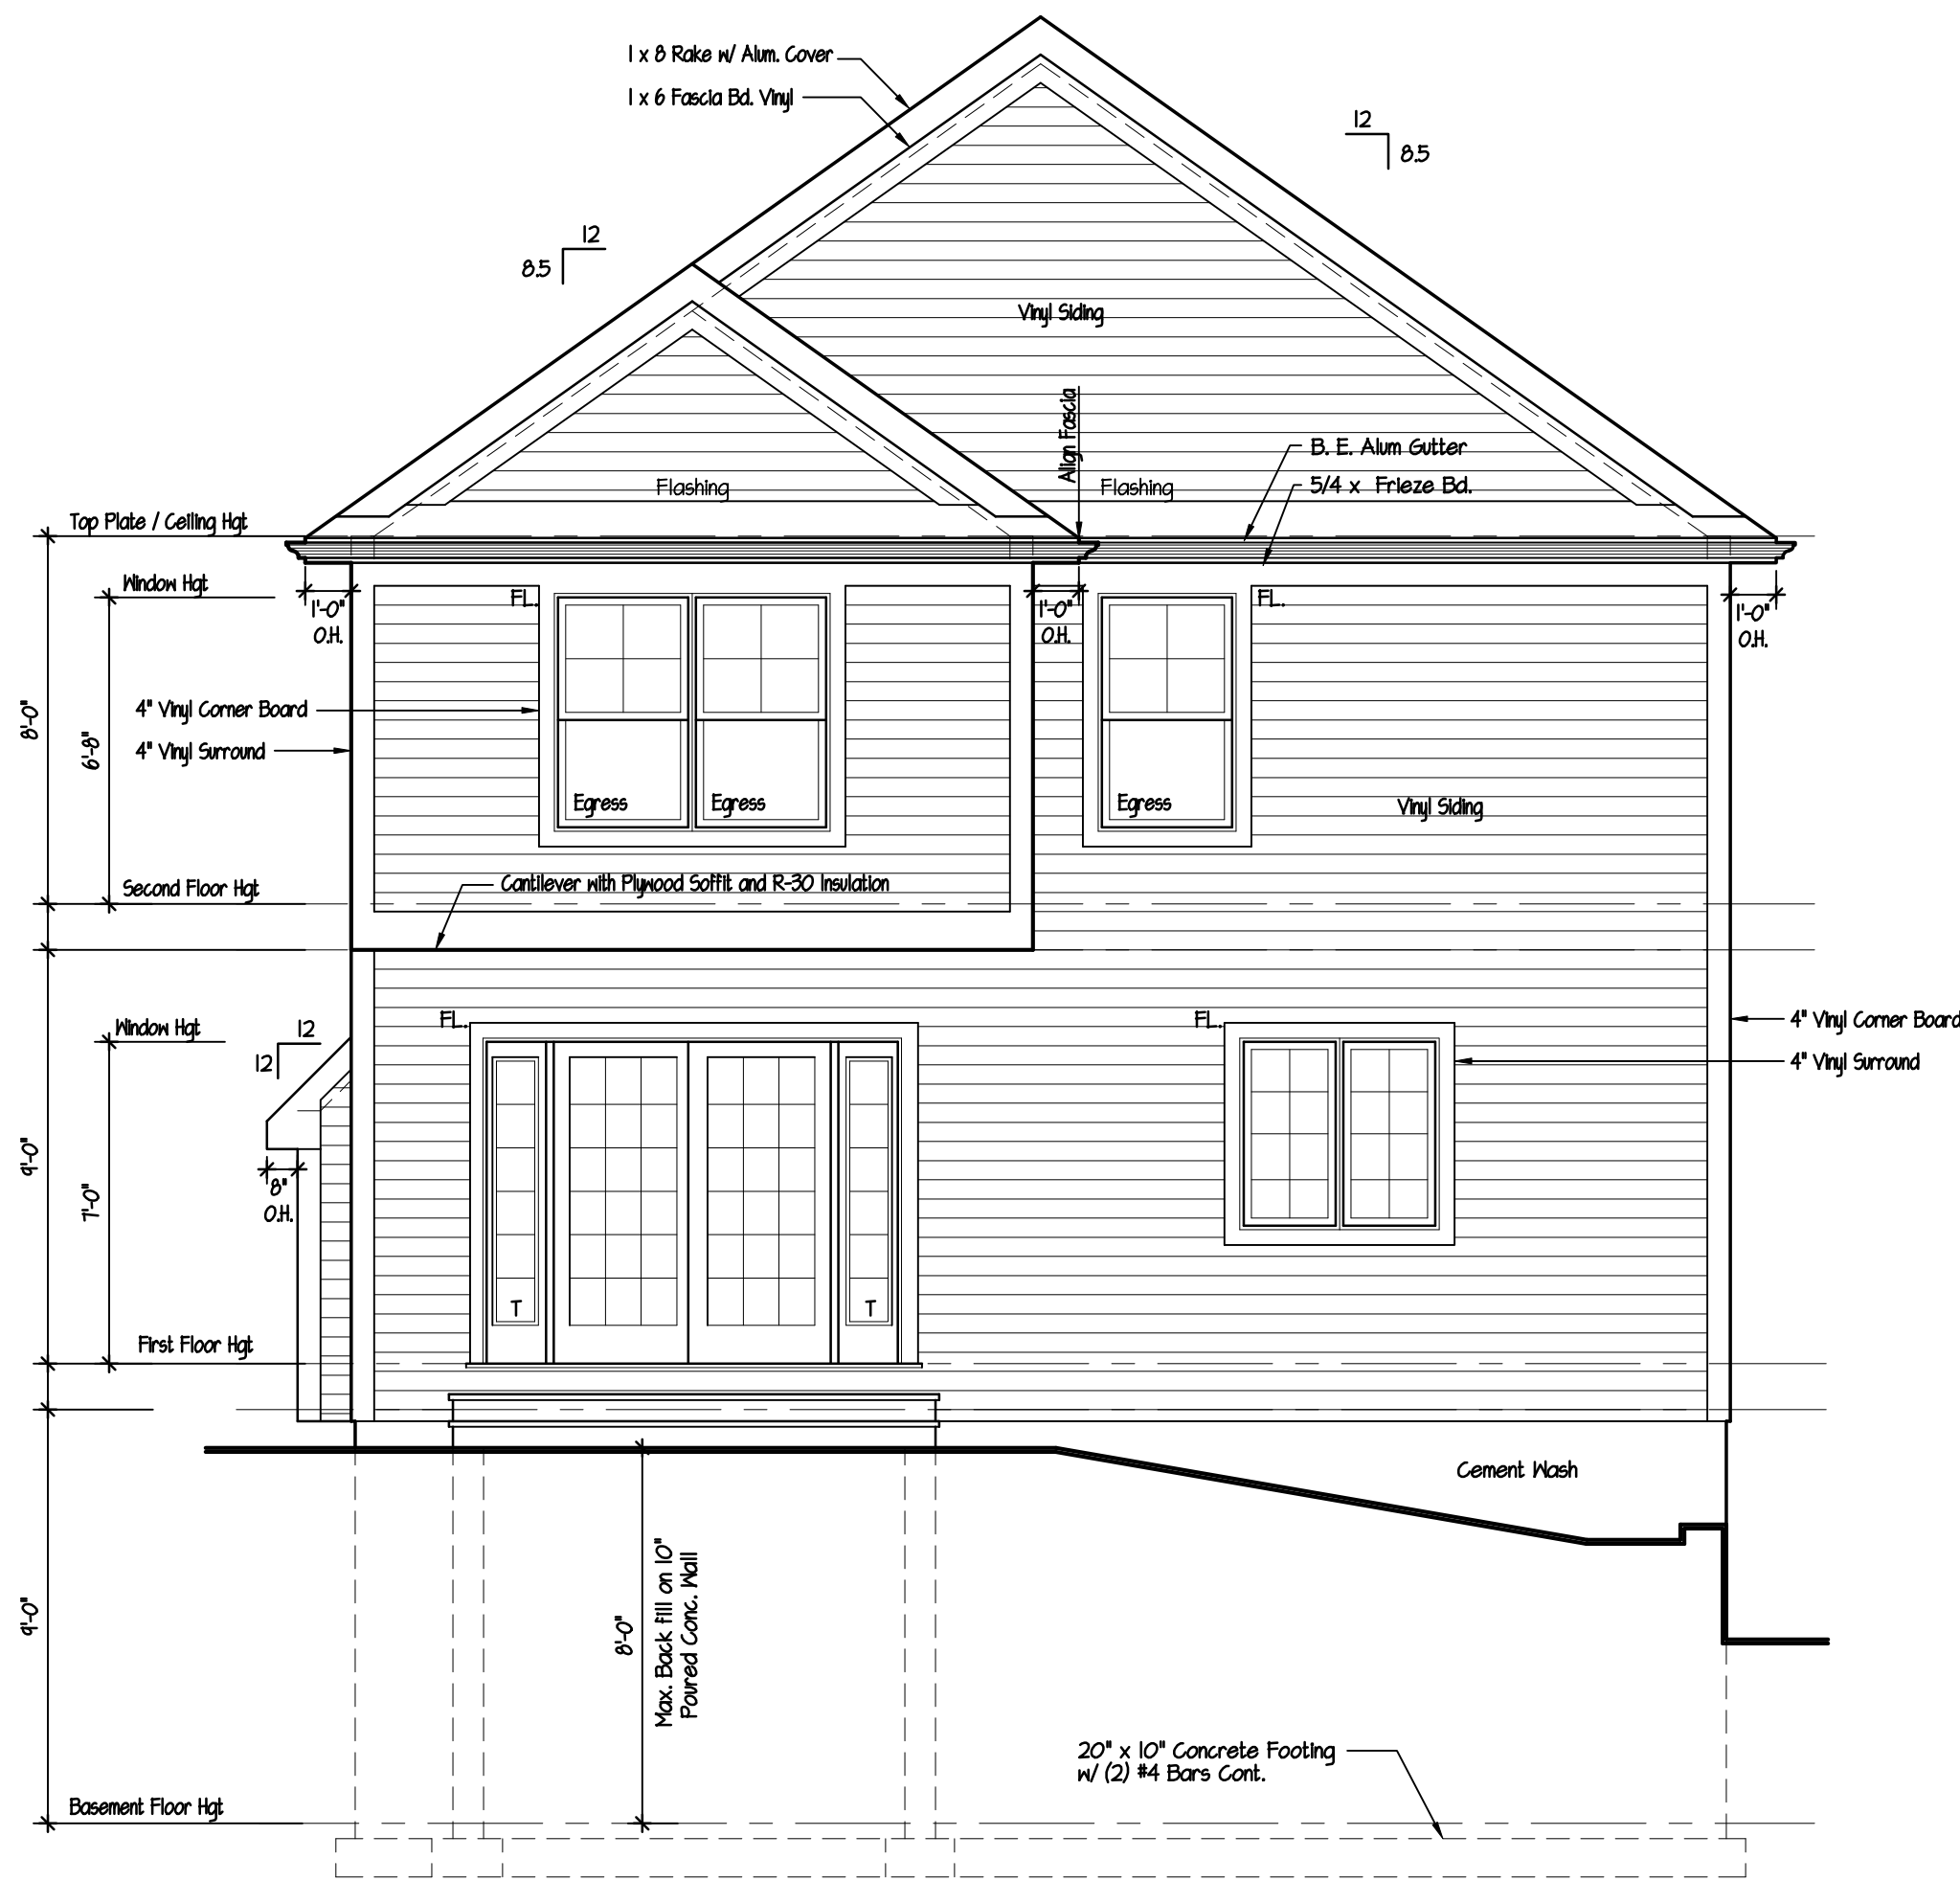 1 x 8 Rake w/ Alum. Cover
1 x 6 Fascia Bd. Vinyl
12
8.5
12
8.5
Vinyl Siding
Align Fascia
B. E. Alum Gutter
5/4 x Frieze Bd.
Flashing
Flashing
Top Plate / Ceiling Hgt
Window Hgt
FL.
FL.
1'-0"
O.H.
1'-0"
O.H.
1'-0"
O.H.
4" Vinyl Corner Board
4" Vinyl Surround
8'-0"
6'-8"
Egress
Egress
Egress
Vinyl Siding
Second Floor Hgt
Cantilever with Plywood Soffit and R-30 Insulation
Window Hgt
12
12
FL.
FL.
4" Vinyl Corner Board
4" Vinyl Surround
9'-0"
7'-0"
8"
O.H.
T
T
First Floor Hgt
Cement Wash
9'-0"
8'-0"
Max. Back fill on 10"
Poured Conc. Wall
20" x 10" Concrete Footing
w/ (2) #4 Bars Cont.
Basement Floor Hgt